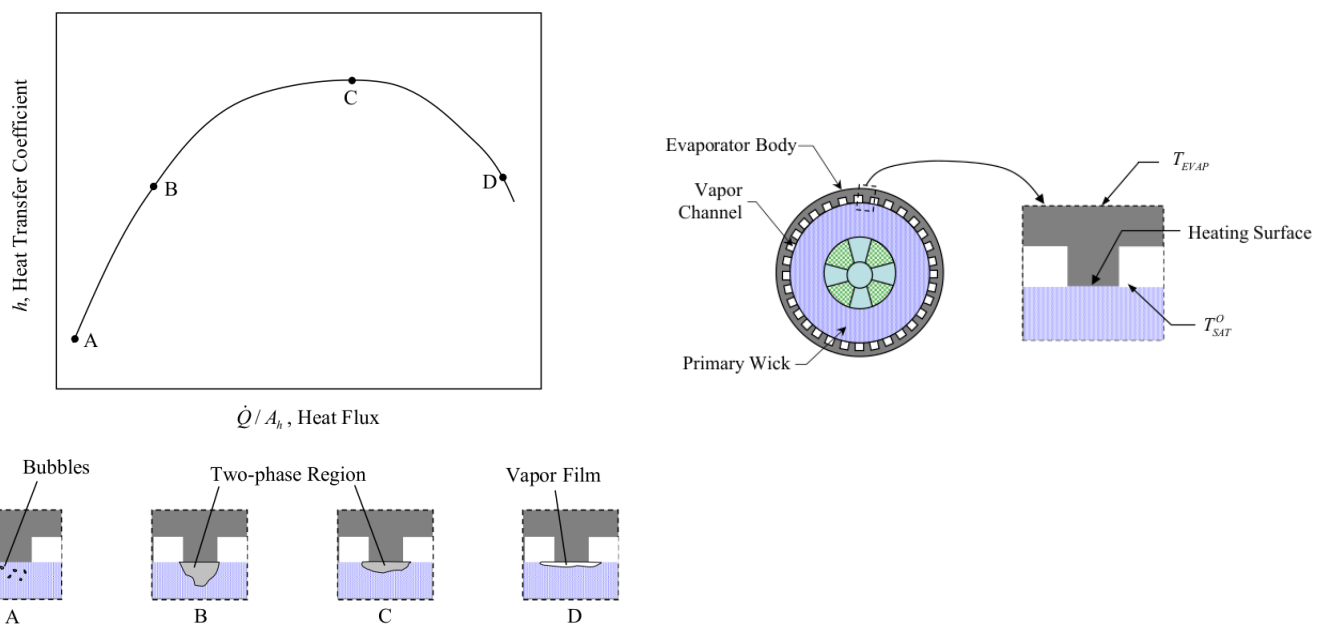 h, Heat Transfer Coefficient
A
B
C
D
Q̇ / A_h , Heat Flux
Bubbles
Two-phase Region
Vapor Film
A
B
C
D
Evaporator Body
Vapor
Channel
Primary Wick
T_EVAP
Heating Surface
T_SAT^O